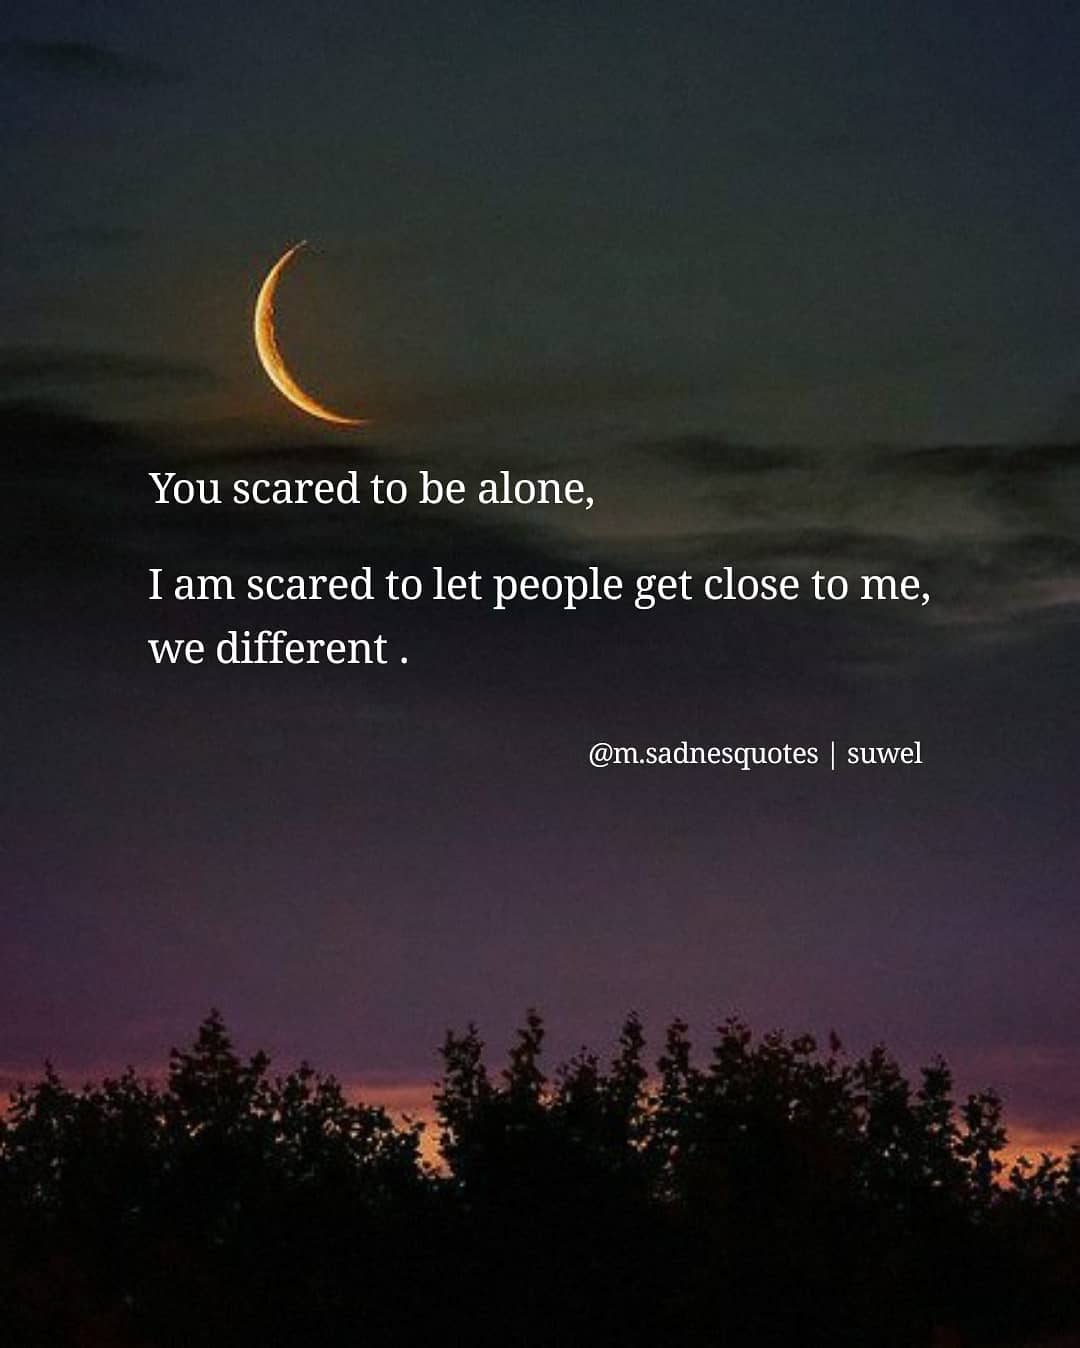 You scared to be alone,
I am scared to let people get close to me,
we different .
@m.sadnesquotes | suwel